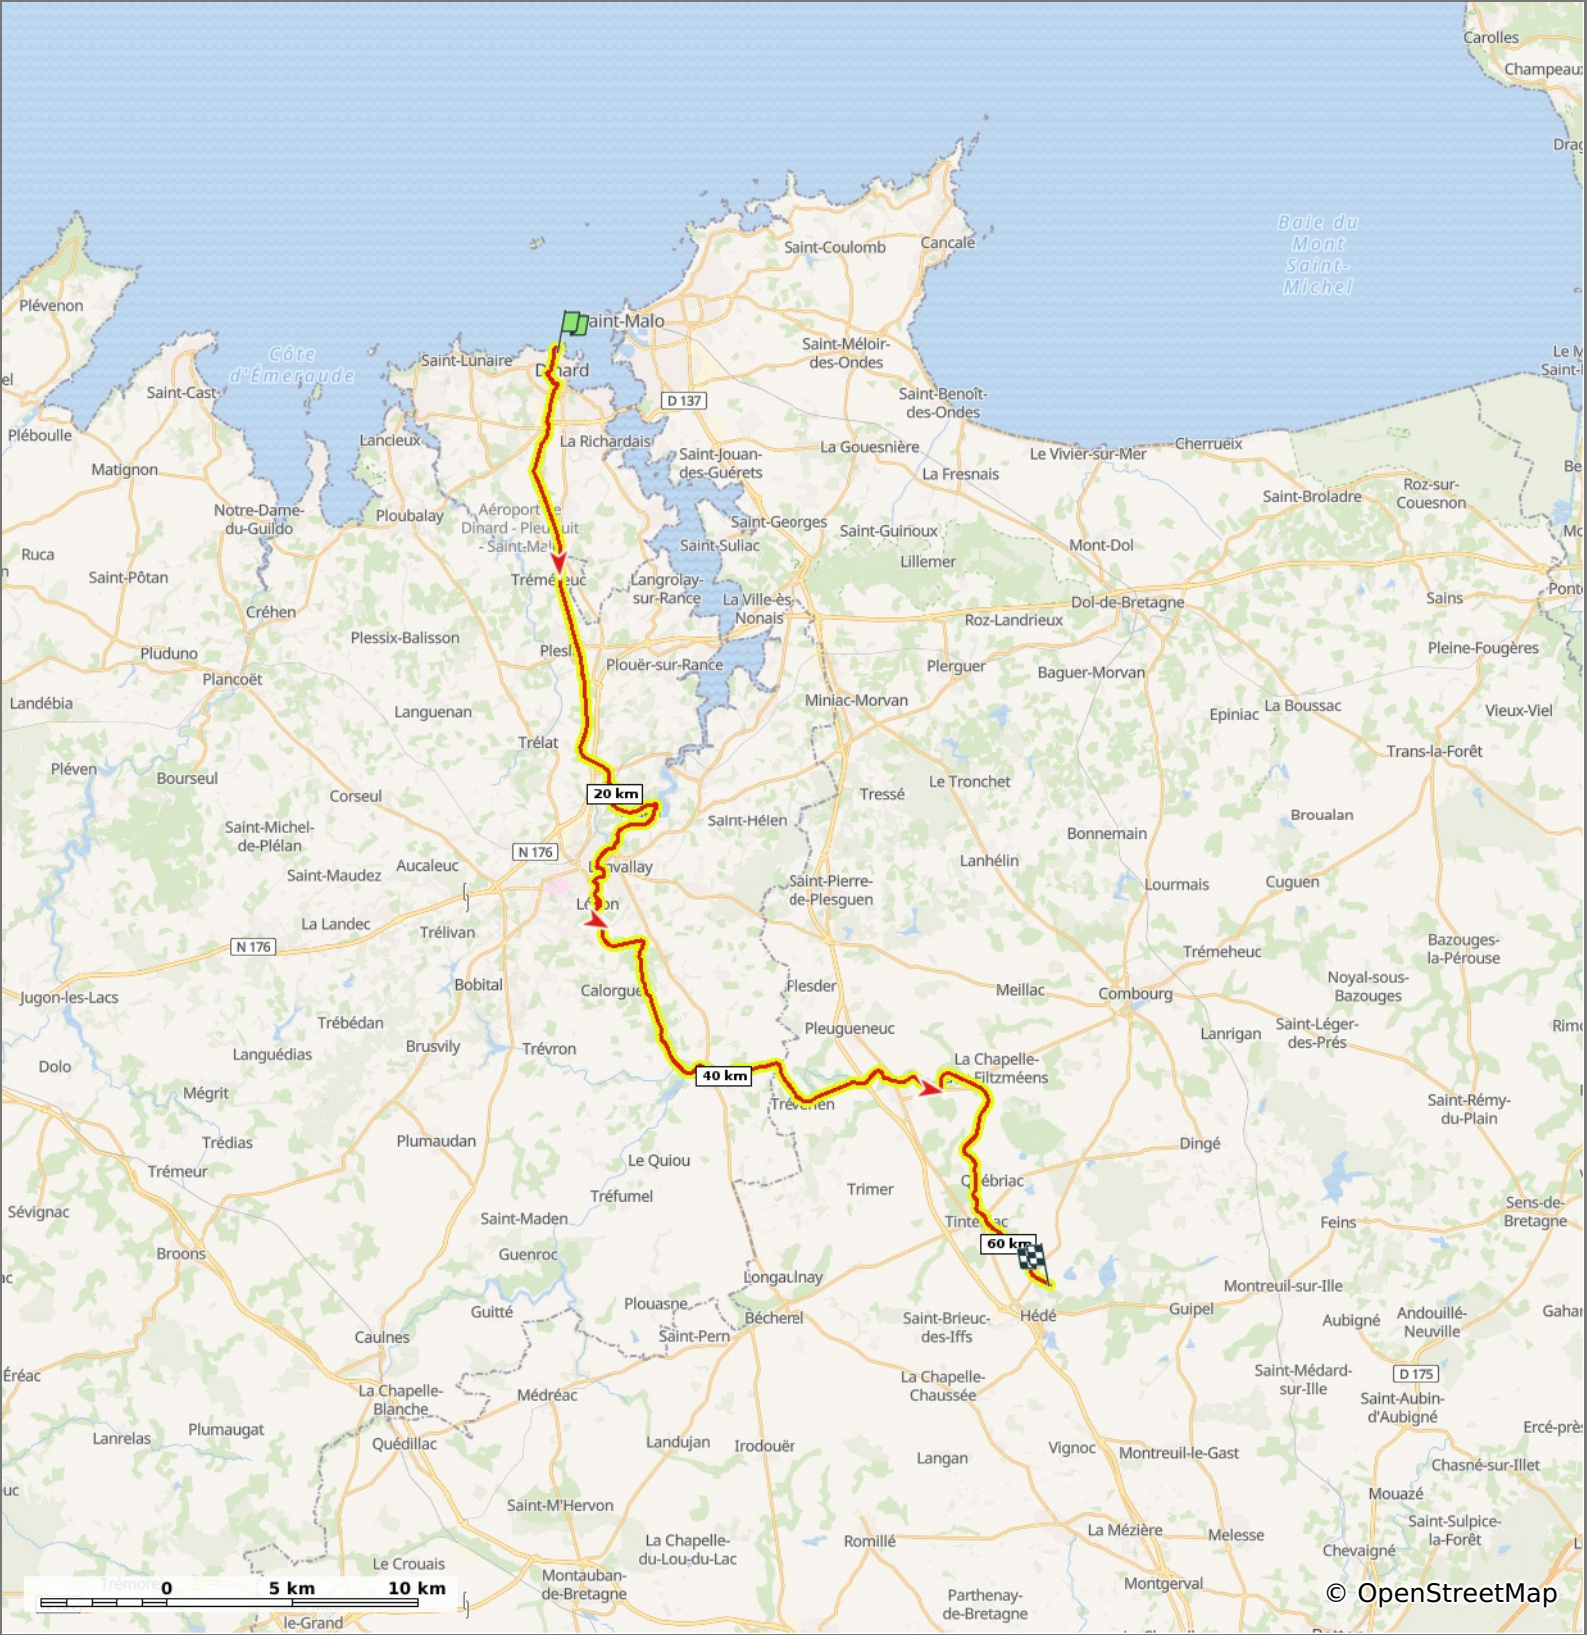 Carolles
Champeaux
Baie du
Mont
Saint-
Michel
Saint-Coulomb
Cancale
Plévenon
Saint-Lunaire
Côte
d'Émeraude
Saint-Méloir-
des-Ondes
Saint-Cast
D 137
Saint-Benoît-
des-Ondes
Pléboulle
Lancieux
La Richardais
La Gouesnière
Cherrueix
Le Vivier-sur-Mer
Matignon
Saint-Jouan-
des-Guérets
La Fresnais
Roz-sur-
Couesnon
Saint-Broladre
Notre-Dame-
du-Guildo
Ploubalay
Saint-Georges
Saint-Guinoux
Saint-Suliac
Mont-Dol
Ruca
Lillemer
Saint-Pôtan
Langrolay-
sur-Rance
La Ville-ès-
Nonais
Dol-de-Bretagne
Sains
Créhen
Roz-Landrieux
Plessix-Balisson
Pluduno
Plouër-sur-Rance
Perguer
Pleine-Fougères
Plancoët
Baguer-Morvan
Landébia
Miniac-Morvan
Languenan
Epiniac
La Boussac
Vieux-Viel
Trélat
Trans-la-Forêt
Pléven
Bourseul
Le Tronchet
Corseul
20 km
Tressé
Saint-Hélen
Broualan
Saint-Michel-
de-Plélan
Bonnemain
N 176
Aucaleuc
Lanhélin
Saint-Maudez
Saint-Pierre-
de-Plesguen
Lourmais
Cuguen
La Landec
Trélivan
N 176
Bazouges-
la-Pérouse
Trémeheuc
Bobital
Calorgue
Plesder
Meillac
Noyal-sous-
Bazouges
Jugon-les-Lacs
Combourg
Trébédan
Pleugueneuc
Lanrigan
Saint-Léger-
des-Prés
Languédias
Brusvily
Trévron
La Chapelle-
Filtzméens
Dolo
40 km
Mégrit
Saint-Rémy-
du-Plain
Trédias
Plumaudan
Dingé
Trémeur
Le Quiou
Trimer
Tréfumel
Sévignac
Saint-Maden
Feins
Sens-de-
Bretagne
Broons
Guenroc
60 km
Longaulnay
Montreuil-sur-Ille
Guitté
Plouasne
Bécherel
Saint-Brieuc-
des-Iffs
Hédé
Guipel
Aubigné
Andouillé-
Neuville
Caulnes
Saint-Pern
Éréac
La Chapelle-
Blanche
Médréac
La Chapelle-
Chaussée
Saint-Médard-
sur-Ille
D 175
Saint-Aubin-
d'Aubigné
Lanrelas
Plumaugat
Quédillac
Landujan
Irodouër
Langan
Vignoc
Montreuil-le-Gast
Chasné-sur-Illet
Mouazé
Saint-M'Hervon
Saint-Sulpice-
la-Forêt
La Chapelle-
du-Lou-du-Lac
Romillé
La Mézière
Melesse
Chevaigné
Le Crouais
Montauban-
de-Bretagne
Montgerval
Parthenay-
de-Bretagne
0 5 km 10 km
le-Grand
© OpenStreetMap